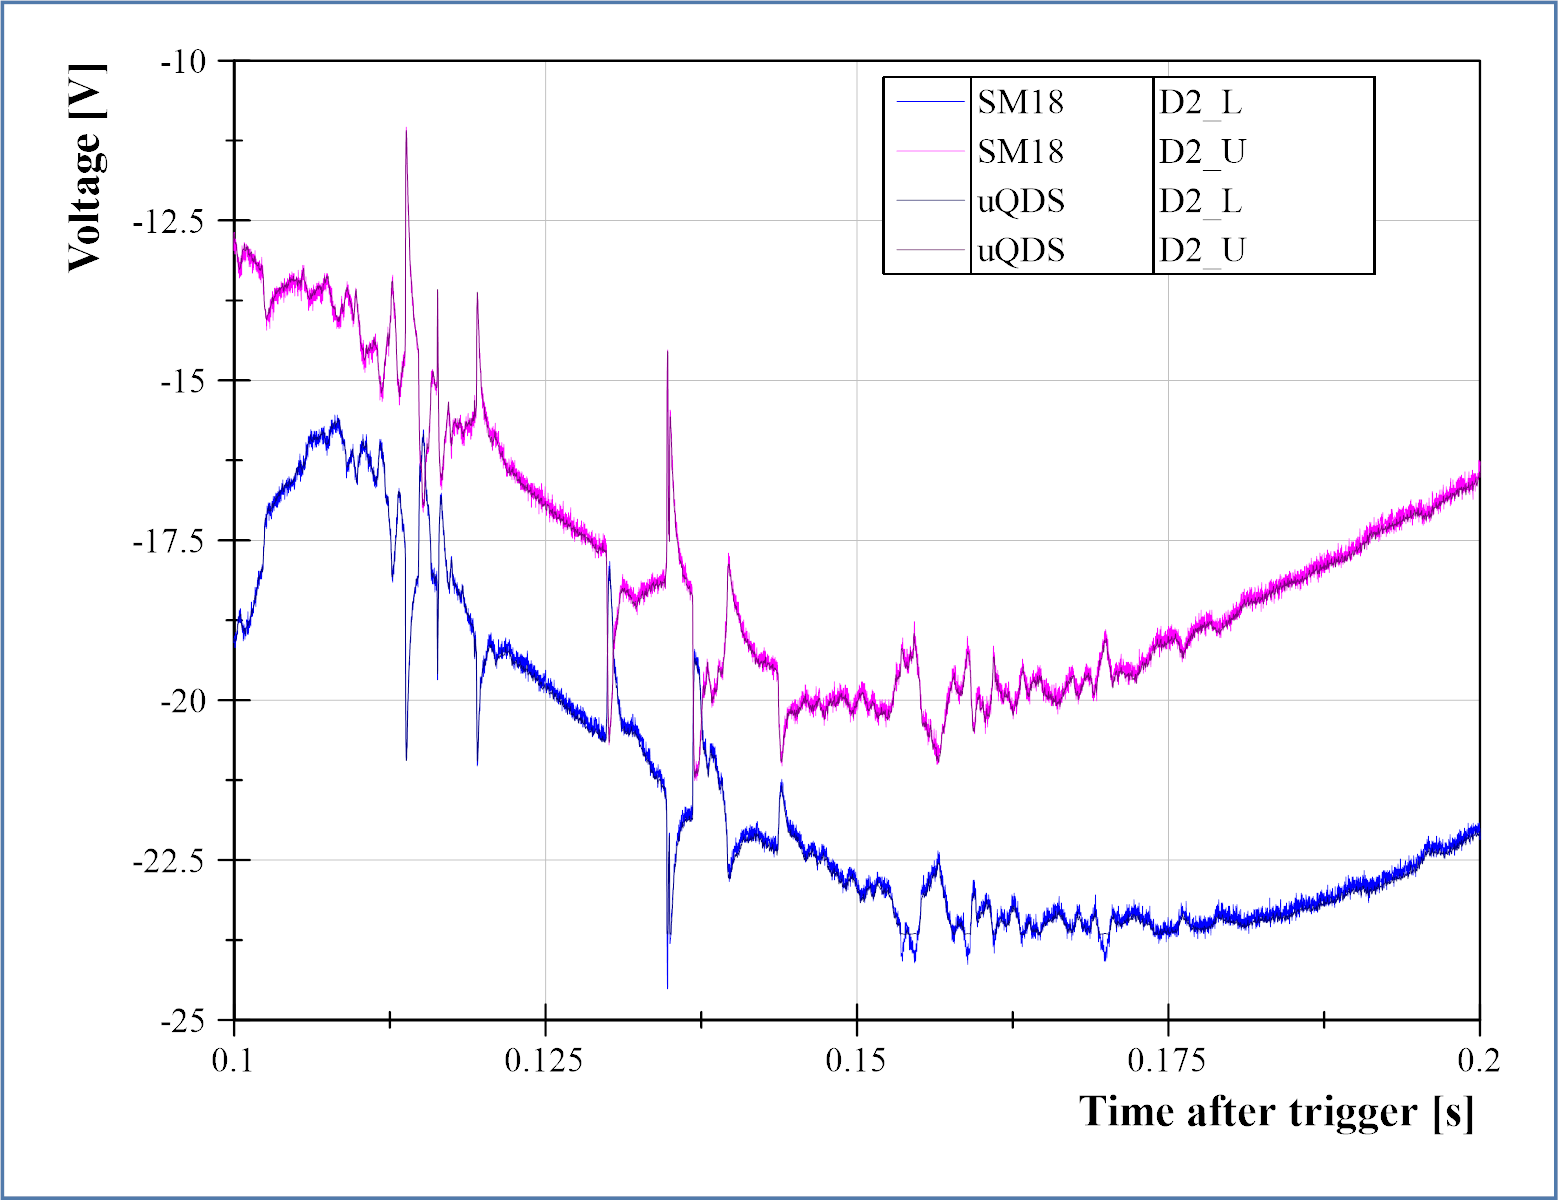 Voltage [V]
-10
-12.5
-15
-17.5
-20
-22.5
-25
SM18 D2_L
SM18 D2_U
uQDS D2_L
uQDS D2_U
0.1 0.125 0.15 0.175 0.2
Time after trigger [s]